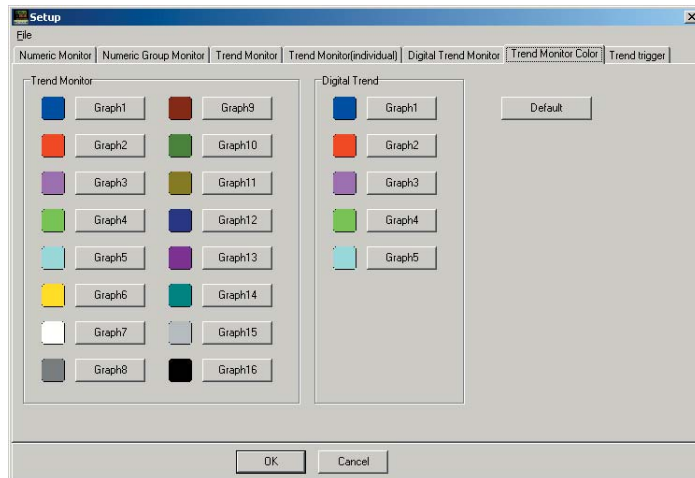 Setup
File
Numeric Monitor Numeric Group Monitor Trend Monitor Trend Monitor(individual) Digital Trend Monitor Trend Monitor Color Trend trigger
Trend Monitor Digital Trend
Graph1 Graph9 Graph1 Default
Graph2 Graph10 Graph2
Graph3 Graph11 Graph3
Graph4 Graph12 Graph4
Graph5 Graph13 Graph5
Graph6 Graph14
Graph7 Graph15
Graph8 Graph16
OK Cancel